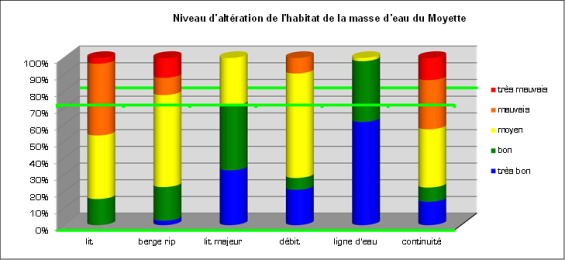 Niveau d'altération de l'habitat de la masse d'eau du Moyette
100%
90%
80%
70%
60%
50%
40%
30%
20%
10%
0%
lit berge rip lit majeur débit ligne d'eau continuité
très mauvais
mauvais
moyen
bon
très bon